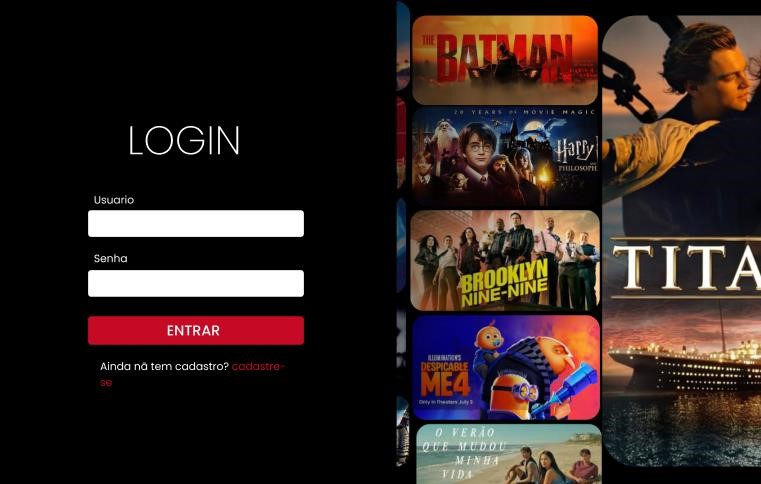 LOGIN
Usuario
Senha
ENTRAR
Ainda nã tem cadastro? cadastre-
se
THE
BATMAN
20 YEARS OF MOVIE MAGIC
Harry
PHILOSOPH
BROOKLYN
NINE-NINE
ILLUMINATION'S
DESPICABLE
ME4
Only in Theaters July 3
O VERÃO
QUE MUDOU
MINHA
VIDA
TITA